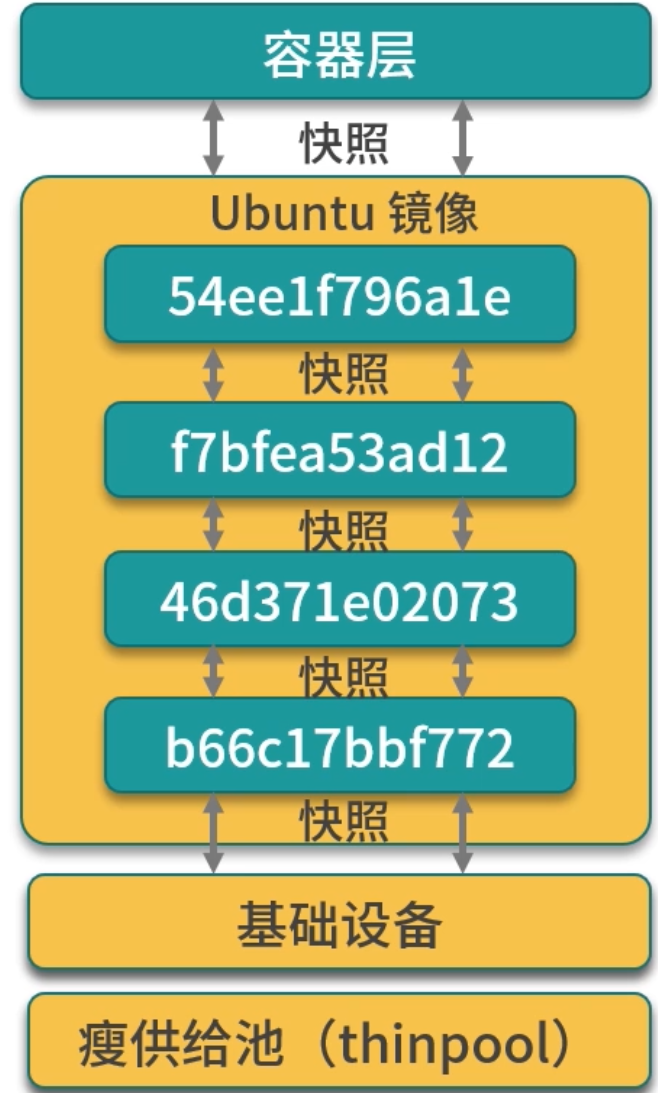 容器层
快照
Ubuntu 镜像
54ee1f796a1e
快照
f7bfea53ad12
快照
46d371e02073
快照
b66c17bbf772
快照
基础设备
瘦供给池（thinpool）